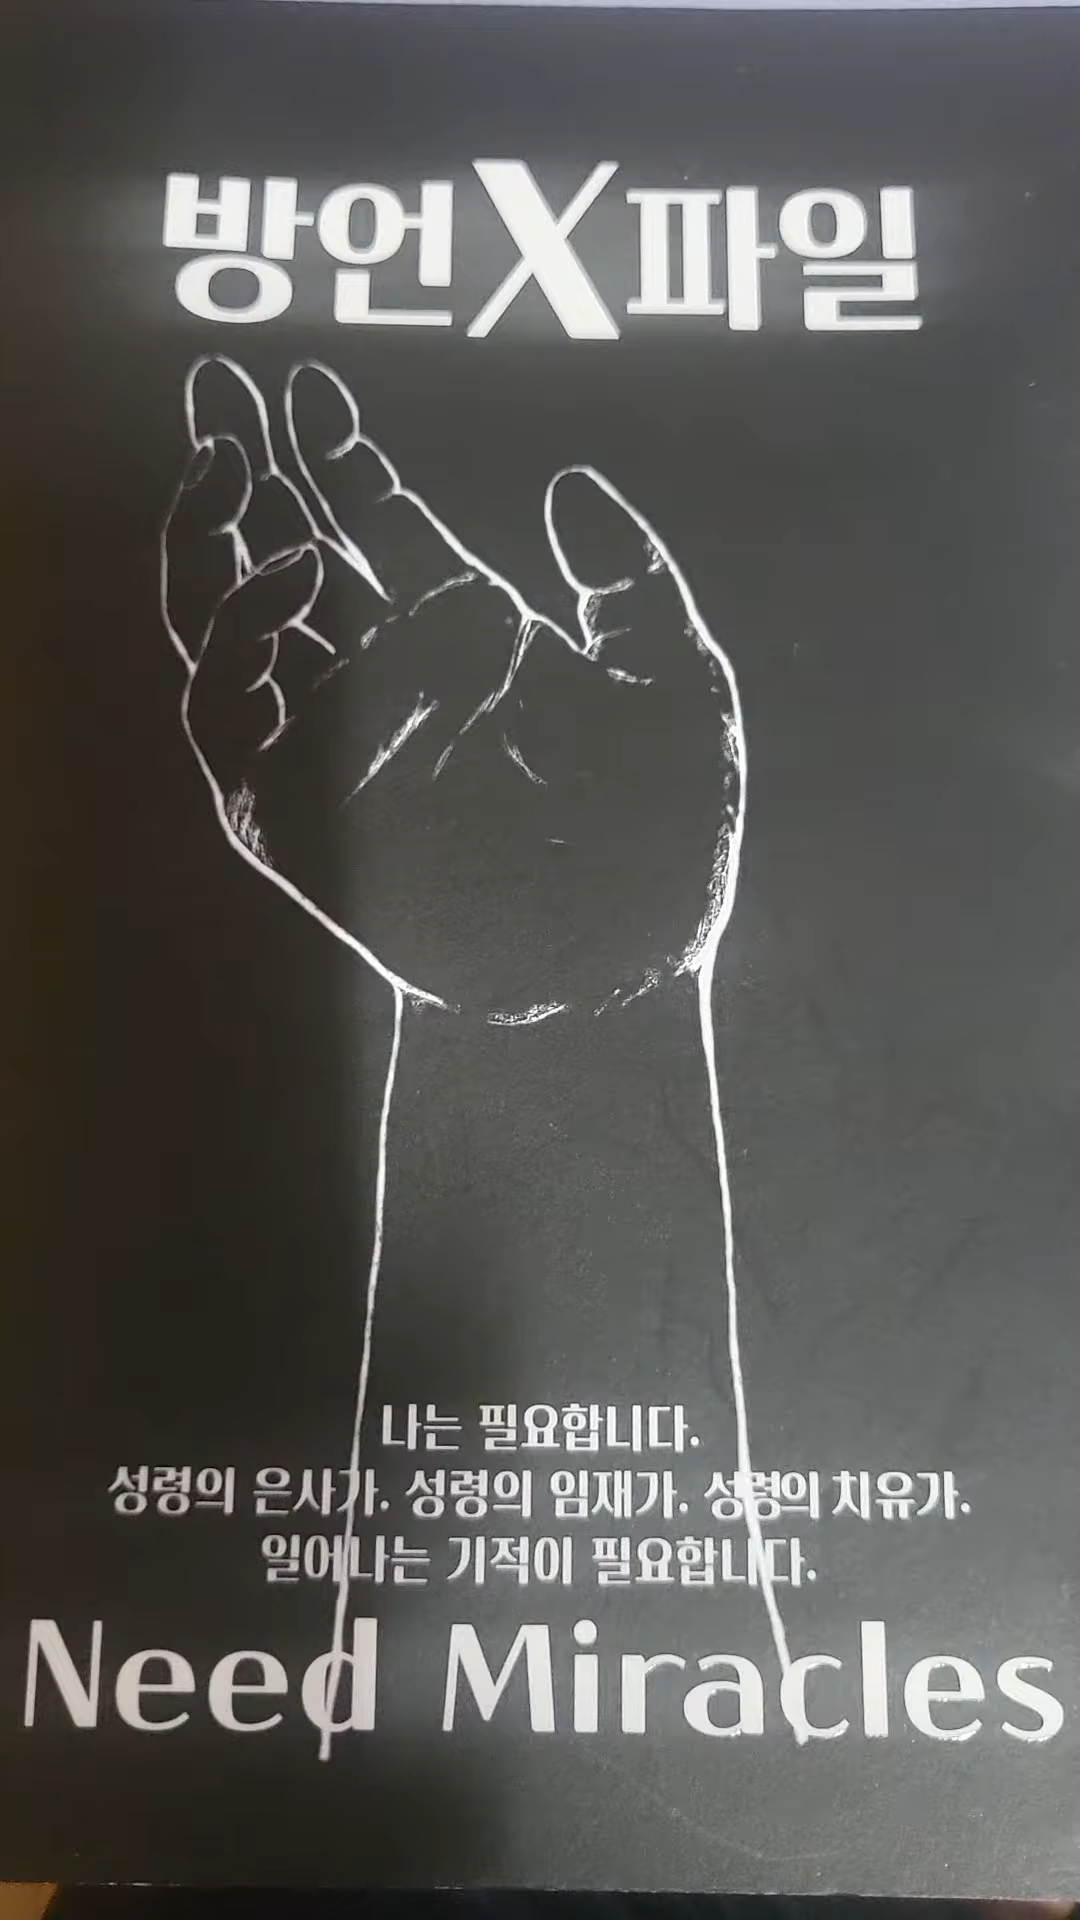 방언X파일
나는 필요합니다.
성령의 은사가. 성령의 임재가. 성령의 치유가.
일어나는 기적이 필요합니다.
Need Miracles